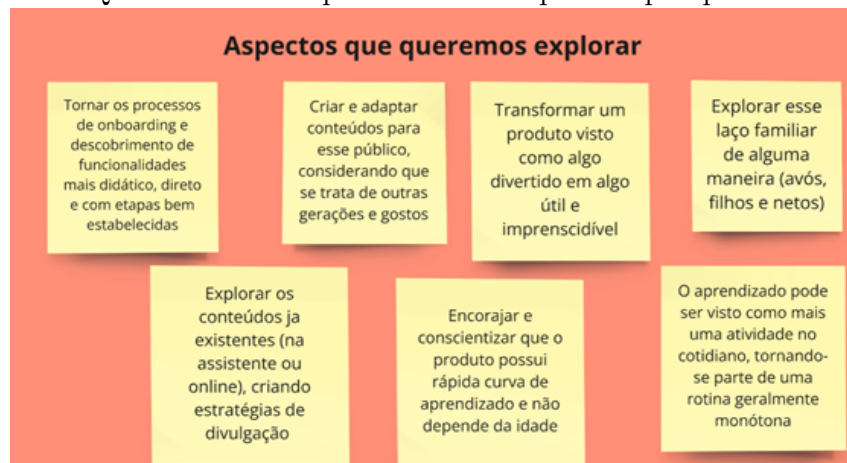 Aspectos que queremos explorar
Tornar os processos
de onboarding e
descobrimento de
funcionalidades
mais didático, direto
e com etapas bem
estabelecidas
Criar e adaptar
conteúdos para
esse público,
considerando que
se trata de outras
gerações e gostos
Transformar um
produto visto
como algo
divertido em algo
útil e
imprenscidível
Explorar esse
laço familiar
de alguma
maneira (avós,
filhos e netos)
Explorar os
conteúdos ja
existentes (na
assistente ou
online), criando
estratégias de
divulgação
Encorajar e
conscientizar que o
produto possui
rápida curva de
aprendizado e não
depende da idade
O aprendizado pode
ser visto como mais
uma atividade no
cotidiano, tornando-
se parte de uma
rotina geralmente
monótona